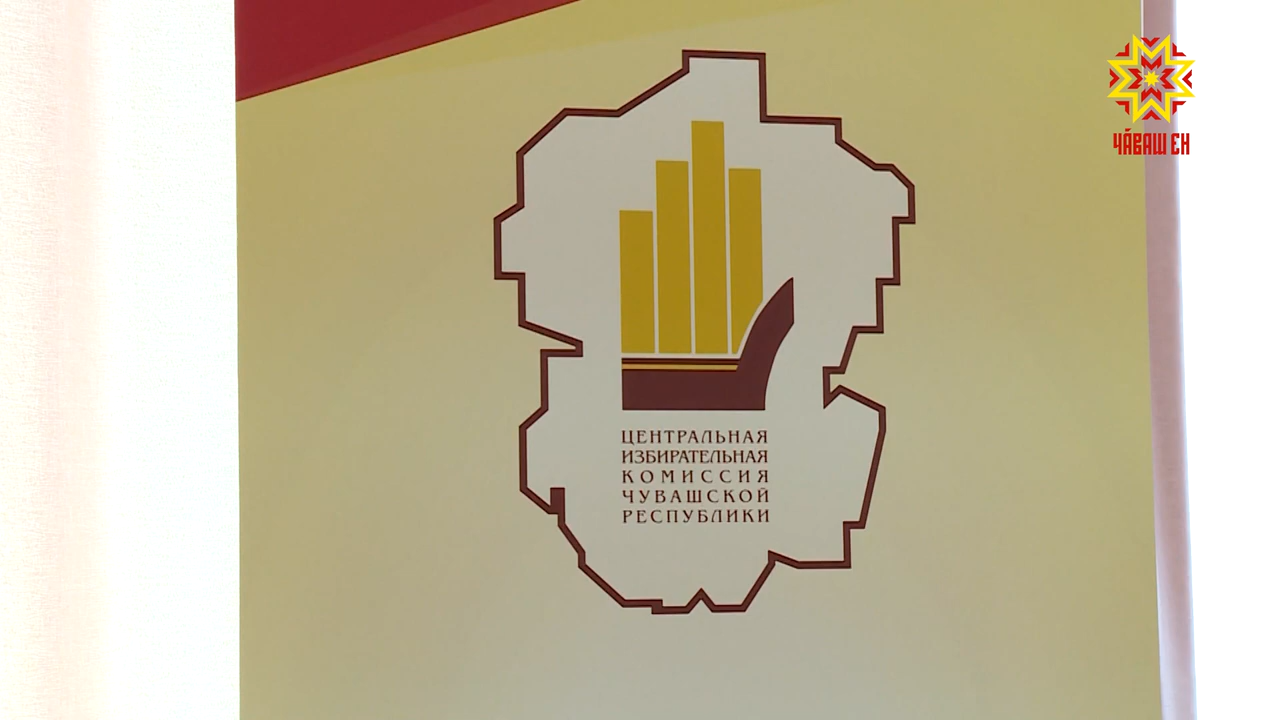 ЧӐВАШ ЕН
ЦЕНТРАЛЬНАЯ
ИЗБИРАТЕЛЬНАЯ
КОМИССИЯ
ЧУВАШСКОЙ
РЕСПУБЛИКИ